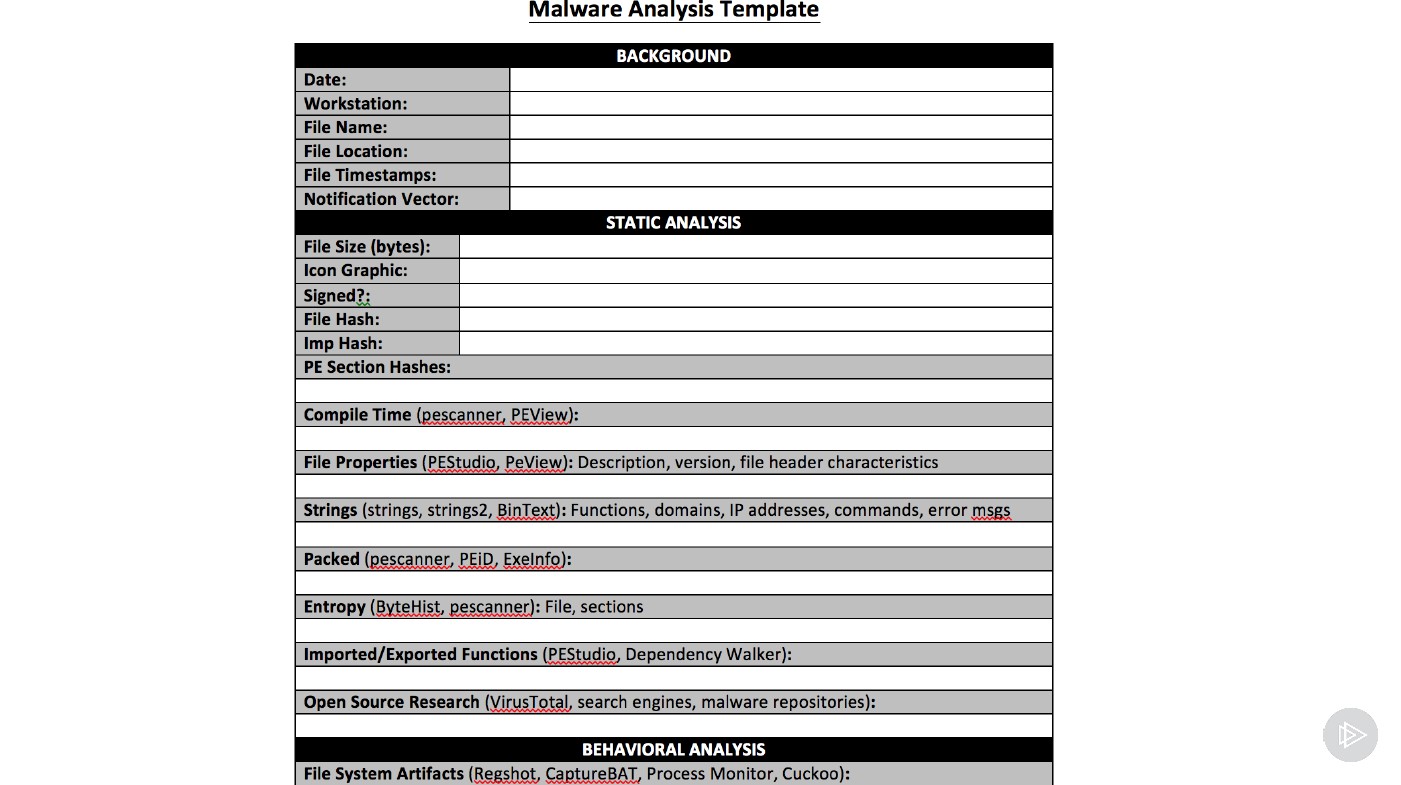 Malware Analysis Template
BACKGROUND
Date:
Workstation:
File Name:
File Location:
File Timestamps:
Notification Vector:
STATIC ANALYSIS
File Size (bytes):
Icon Graphic:
Signed?:
File Hash:
Imp Hash:
PE Section Hashes:
Compile Time (pescanner, PEView):
File Properties (PEStudio, PeView): Description, version, file header characteristics
Strings (strings, strings2, BinText): Functions, domains, IP addresses, commands, error msgs
Packed (pescanner, PEiD, ExeInfo):
Entropy (ByteHist, pescanner): File, sections
Imported/Exported Functions (PEStudio, Dependency Walker):
Open Source Research (VirusTotal, search engines, malware repositories):
BEHAVIORAL ANALYSIS
File System Artifacts (Regshot, CaptureBAT, Process Monitor, Cuckoo):